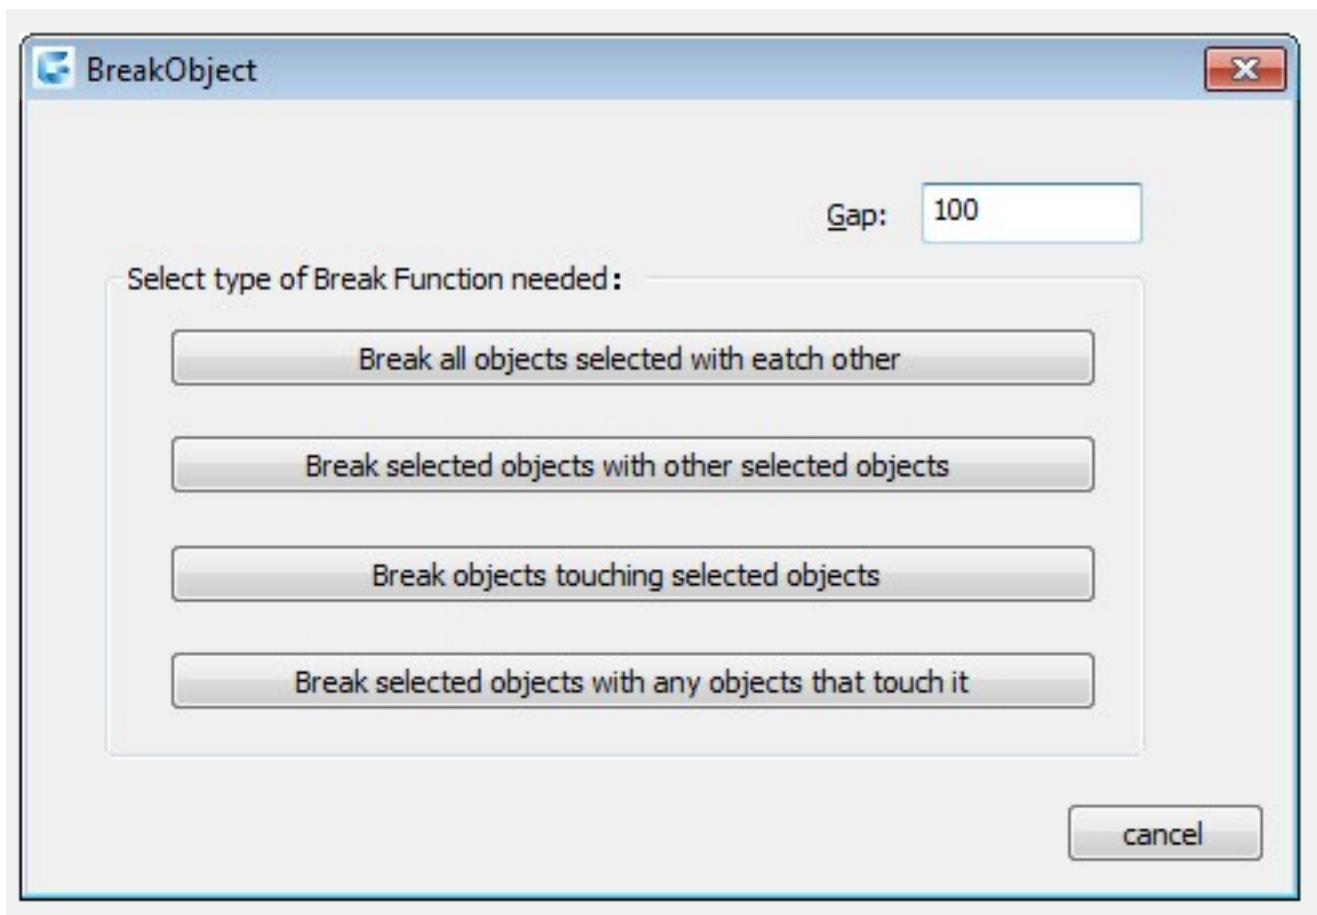 BreakObject
Gap: 100
Select type of Break Function needed:
Break all objects selected with eatch other
Break selected objects with other selected objects
Break objects touching selected objects
Break selected objects with any objects that touch it
cancel